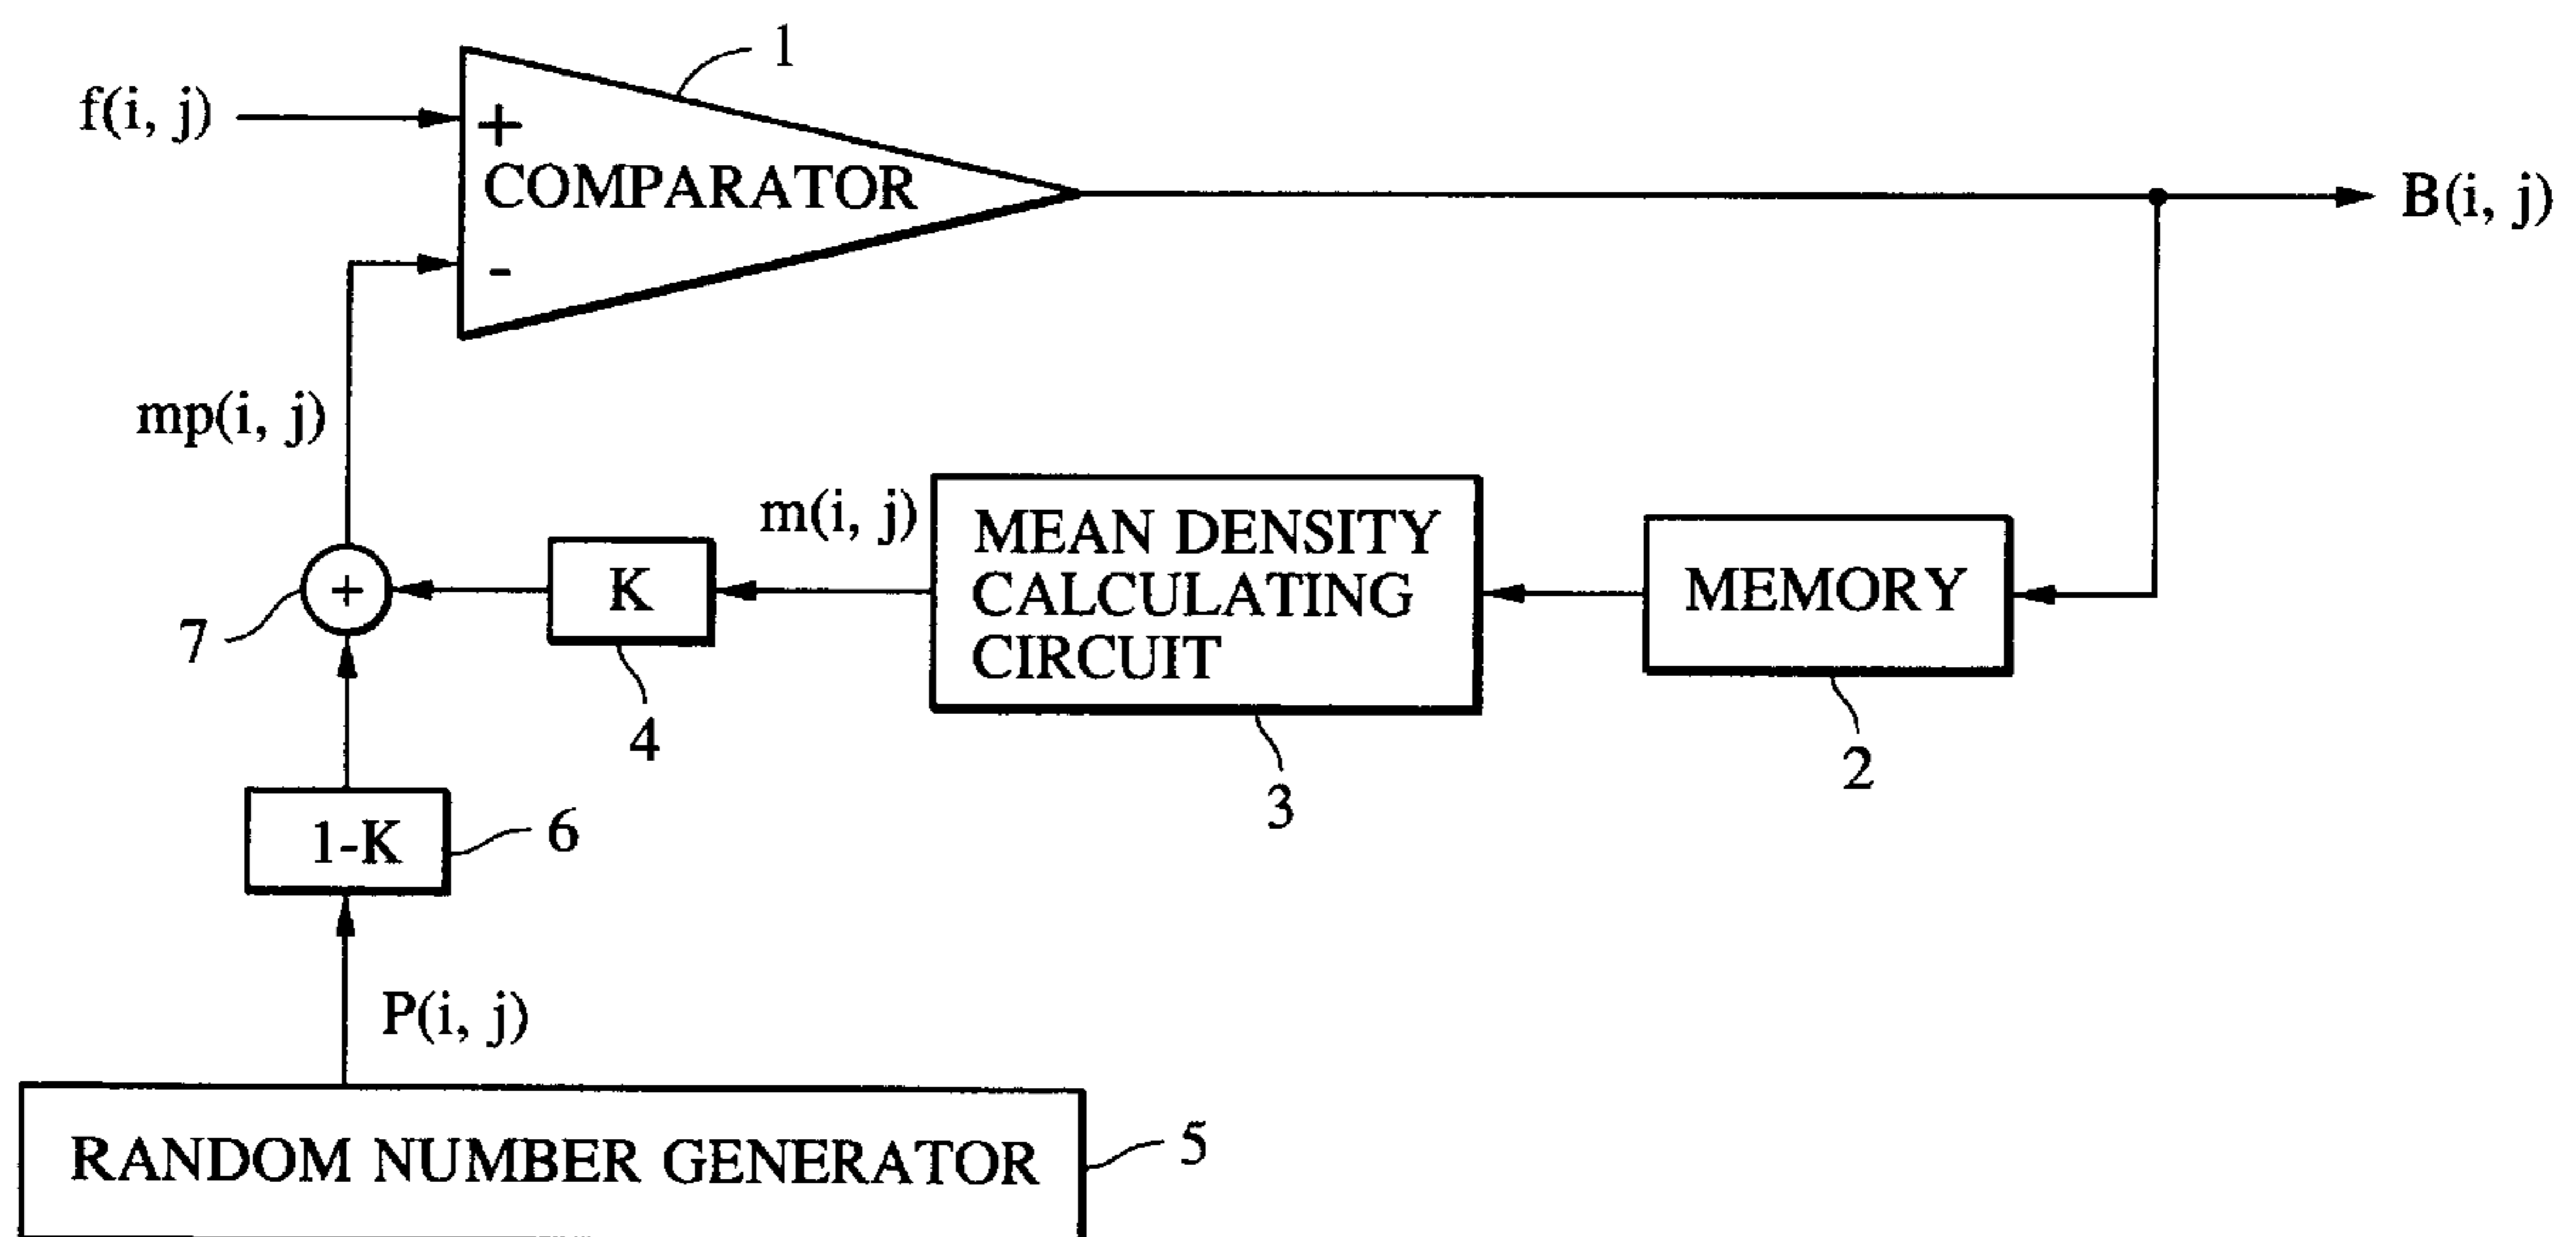 1
f(i, j)
+
COMPARATOR
-
B(i, j)
mp(i, j)
m(i, j)
MEAN DENSITY
CALCULATING
CIRCUIT
MEMORY
K
+
7
4
3
2
1-K
6
P(i, j)
RANDOM NUMBER GENERATOR
5